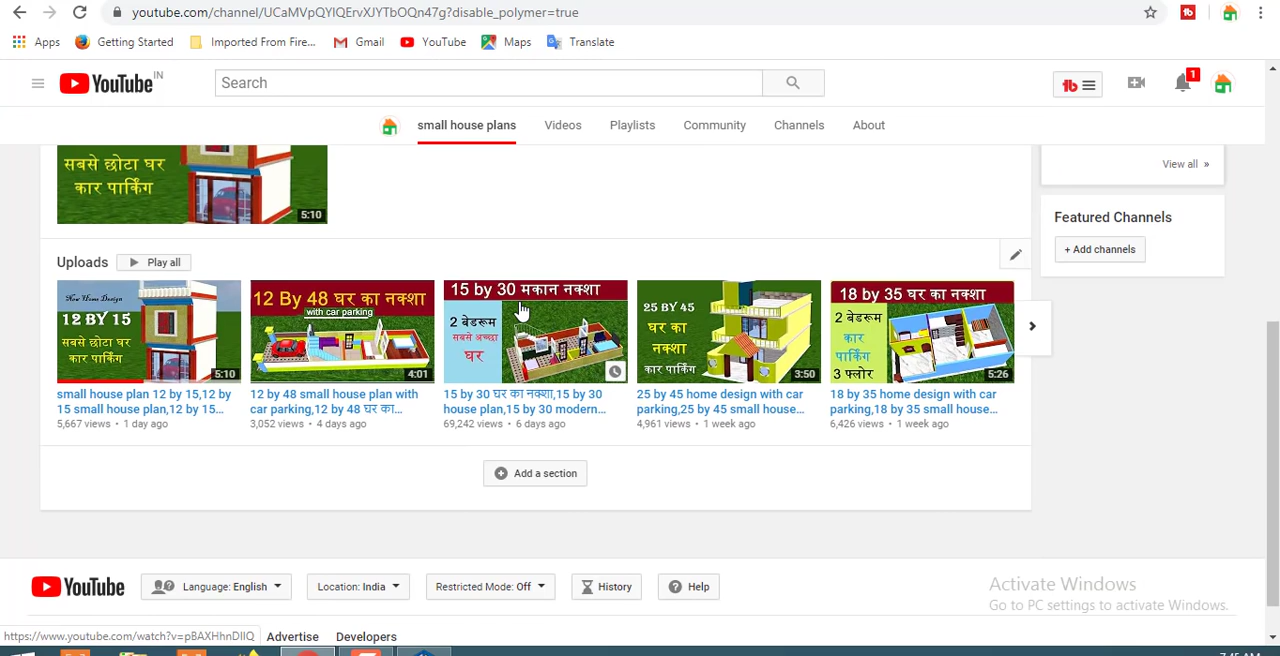 youtube.com/channel/UCaMVpQYIQErvXJYTbOQn47g?disable_polymer=true
Apps Getting Started Imported From Fire... Gmail YouTube Maps Translate
YouTube IN Search 1
small house plans Videos Playlists Community Channels About
सबसे छोटा घर
कार पार्किंग
5:10
View all »
Featured Channels
+ Add channels
Uploads Play all
New Home Design
12 BY 15
सबसे छोटा घर
कार पार्किंग
5:10
12 By 48 घर का नक्शा
with car parking
4:01
15 by 30 मकान नक्शा
2 बेडरूम
सबसे अच्छा
घर
25 BY 45
घर का
नक्शा
कार पार्किंग
3:50
18 by 35 घर का नक्शा
2 बेडरूम
कार
पार्किंग
3 फ्लोर
5:26
small house plan 12 by 15,12 by
15 small house plan,12 by 15...
5,667 views • 1 day ago
12 by 48 small house plan with
car parking,12 by 48 घर का...
3,052 views • 4 days ago
15 by 30 घर का नक्शा,15 by 30
house plan,15 by 30 modern...
69,242 views • 6 days ago
25 by 45 home design with car
parking,25 by 45 small house...
4,961 views • 1 week ago
18 by 35 home design with car
parking,18 by 35 small house...
6,426 views • 1 week ago
Add a section
YouTube Language: English Location: India Restricted Mode: Off History Help
Activate Windows
Go to PC settings to activate Windows.
https://www.youtube.com/watch?v=pBAXHhnDllQ Advertise Developers